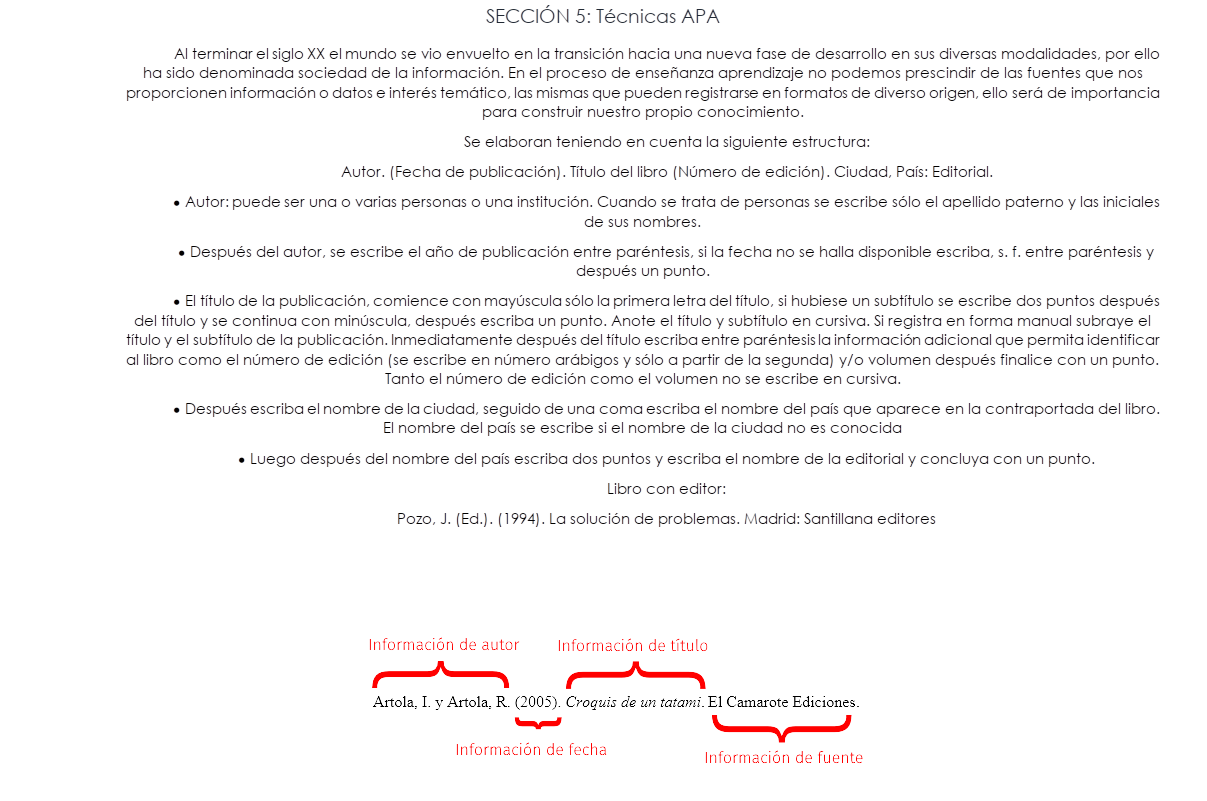 SECCIÓN 5: Técnicas APA
Al terminar el siglo XX el mundo se vio envuelto en la transición hacia una nueva fase de desarrollo en sus diversas modalidades, por ello
ha sido denominada sociedad de la información. En el proceso de enseñanza aprendizaje no podemos prescindir de las fuentes que nos
proporcionen información o datos e interés temático, las mismas que pueden registrarse en formatos de diverso origen, ello será de importancia
para construir nuestro propio conocimiento.
Se elaboran teniendo en cuenta la siguiente estructura:
Autor. (Fecha de publicación). Título del libro (Número de edición). Ciudad, País: Editorial.
• Autor: puede ser una o varias personas o una institución. Cuando se trata de personas se escribe sólo el apellido paterno y las iniciales
de sus nombres.
• Después del autor, se escribe el año de publicación entre paréntesis, si la fecha no se halla disponible escriba, s. f. entre paréntesis y
después un punto.
• El título de la publicación, comience con mayúscula sólo la primera letra del título, si hubiese un subtítulo se escribe dos puntos después
del título y se continua con minúscula, después escriba un punto. Anote el título y subtítulo en cursiva. Si registra en forma manual subraye el
título y el subtítulo de la publicación. Inmediatamente después del título escriba entre paréntesis la información adicional que permita identificar
al libro como el número de edición (se escribe en número arábigos y sólo a partir de la segunda) y/o volumen después finalice con un punto.
Tanto el número de edición como el volumen no se escribe en cursiva.
• Después escriba el nombre de la ciudad, seguido de una coma escriba el nombre del país que aparece en la contraportada del libro.
El nombre del país se escribe si el nombre de la ciudad no es conocida
• Luego después del nombre del país escriba dos puntos y escriba el nombre de la editorial y concluya con un punto.
Libro con editor:
Pozo, J. (Ed.). (1994). La solución de problemas. Madrid: Santillana editores
Información de autor Información de título
Artola, I. y Artola, R. (2005). Croquis de un tatami. El Camarote Ediciones.
Información de fecha
Información de fuente